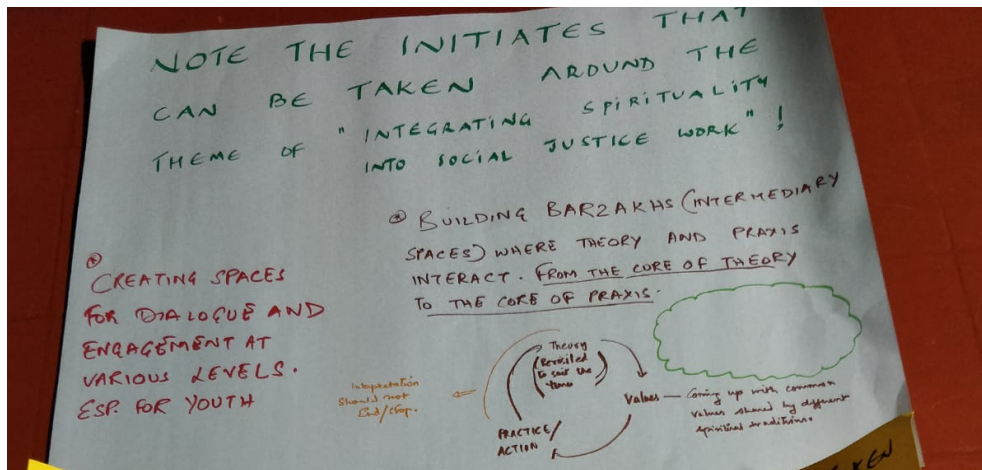 NOTE THE INITIATES THAT
CAN BE TAKEN AROUND THE
THEME OF "INTEGRATING SPIRITUALITY
INTO SOCIAL JUSTICE WORK"!
⊛ BUILDING BARZAKHS (INTERMEDIARY
SPACES) WHERE THEORY AND PRAXIS
INTERACT. FROM THE CORE OF THEORY
TO THE CORE OF PRAXIS.
⊛
CREATING SPACES
FOR DIALOGUE AND
ENGAGEMENT AT
VARIOUS LEVELS.
ESP. FOR YOUTH
Theory
(Revisited
to suit the
times)
Interpretation
should not
End/stop.
Values — Coming up with common
values shared by different
spiritual traditions.
PRACTICE/
ACTION